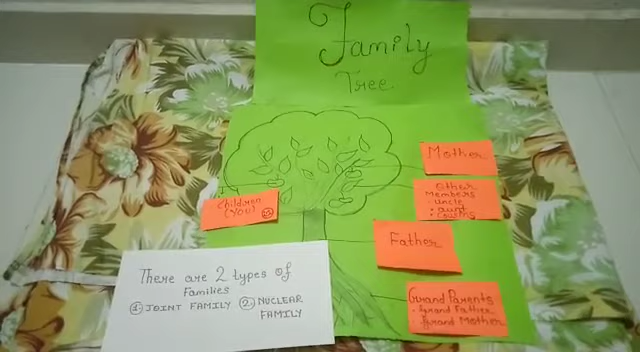 Family
Tree
Mother
Other
Members
• Uncle
• aunt
• Cousins
Children
(You)
Father
There are 2 types of
Families
① JOINT FAMILY ② NUCLEAR
FAMILY
Grand Parents
• Grand Father
• Grand Mother